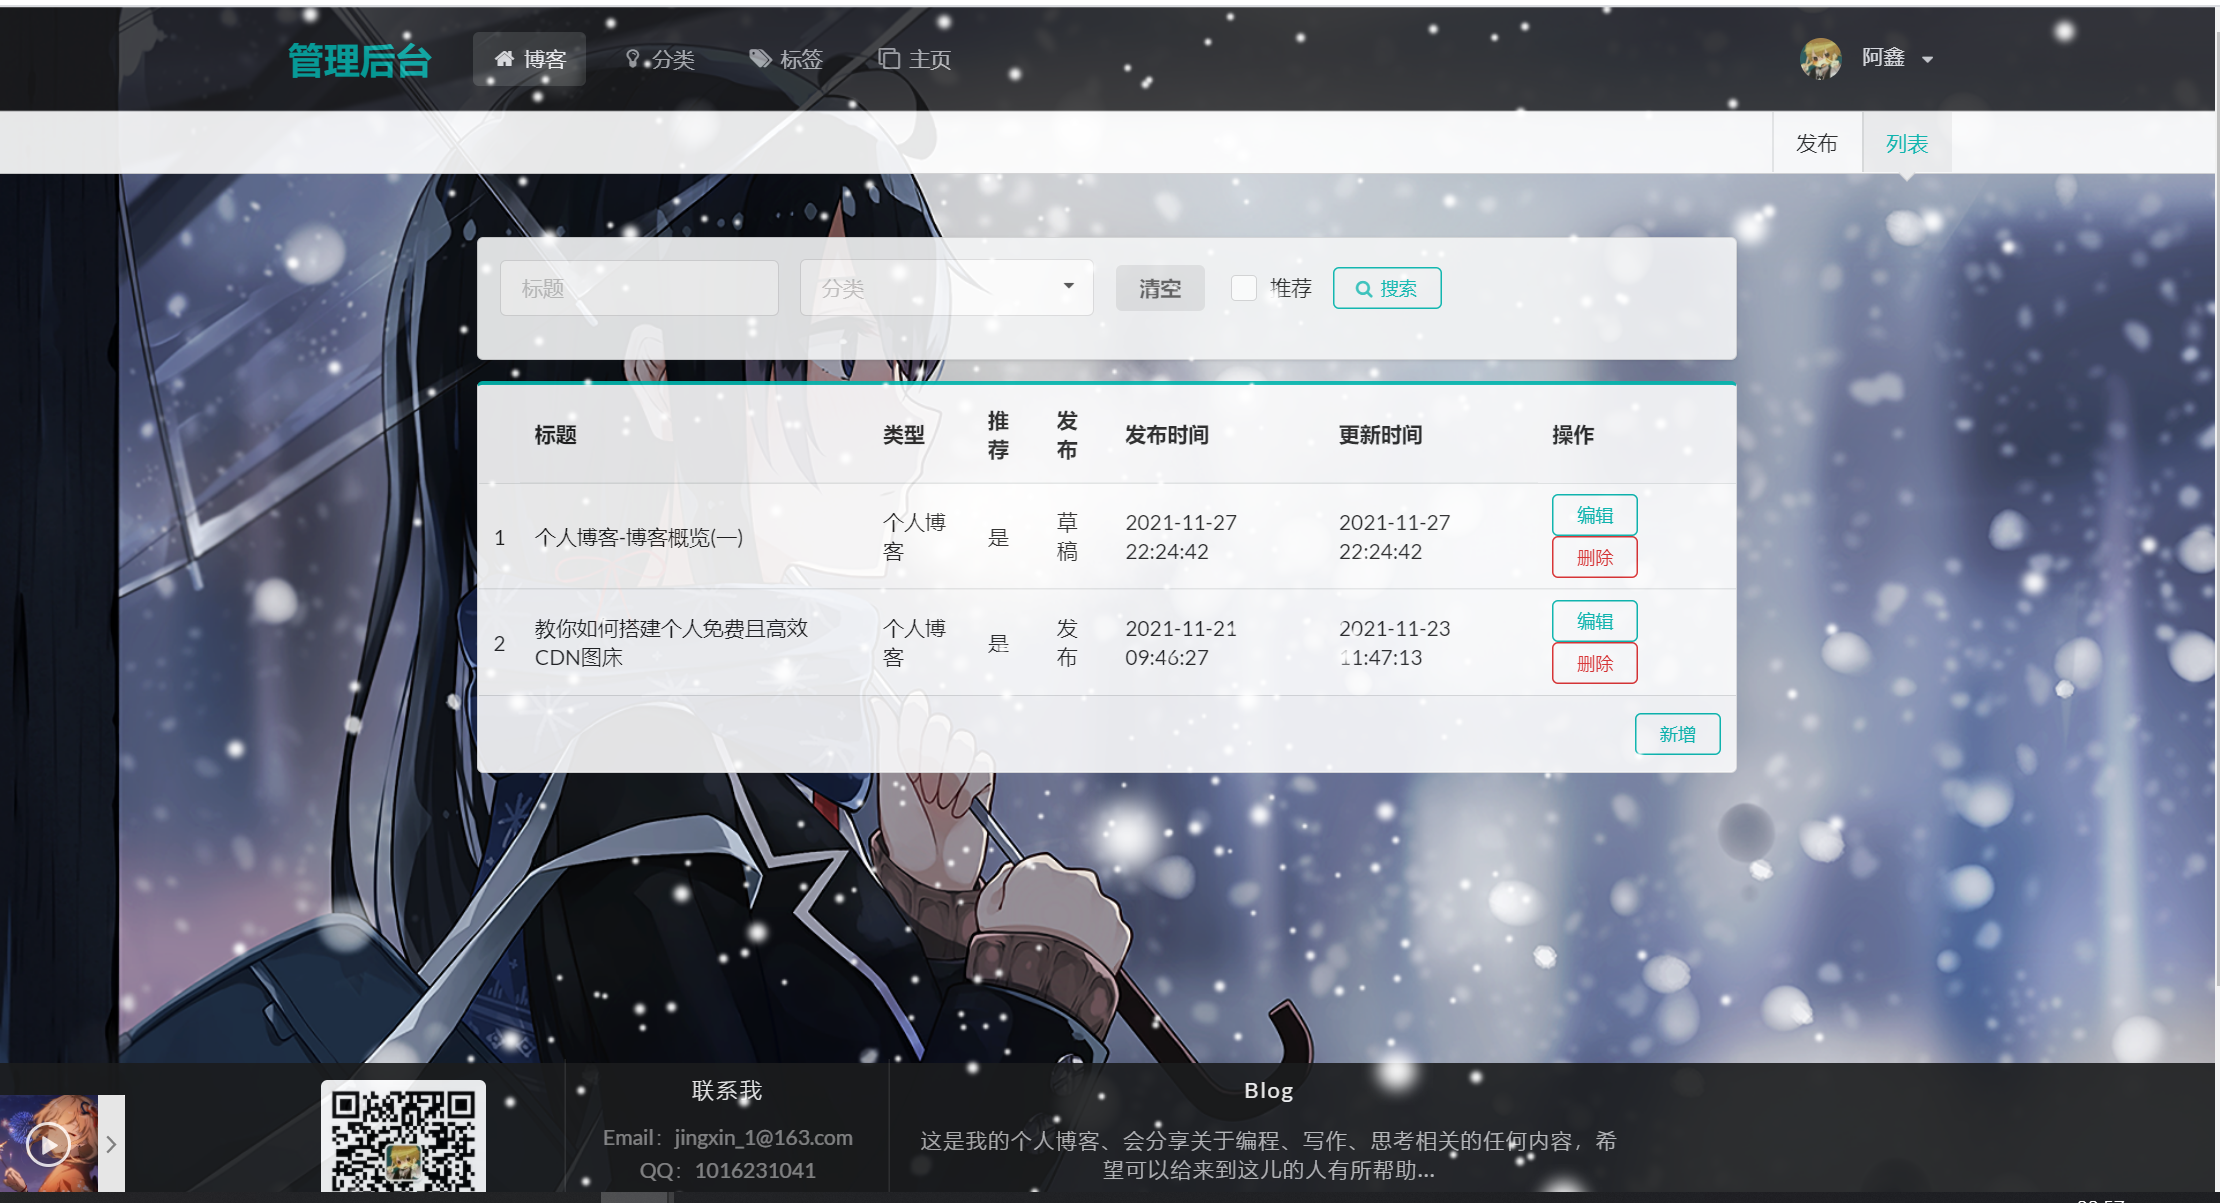 管理后台 博客 分类 标签 主页 阿鑫
发布 列表
标题 分类 清空 推荐 搜索
标题 类型 推荐 发布 发布时间 更新时间 操作
1 个人博客-博客概览(一) 个人博客 是 草稿 2021-11-27 22:24:42 2021-11-27 22:24:42 编辑 删除
2 教你如何搭建个人免费且高效CDN图床 个人博客 是 发布 2021-11-21 09:46:27 2021-11-23 11:47:13 编辑 删除
新增
联系我
Email：jingxin_1@163.com
QQ：1016231041
Blog
这是我的个人博客、会分享关于编程、写作、思考相关的任何内容，希
望可以给来到这儿的人有所帮助...